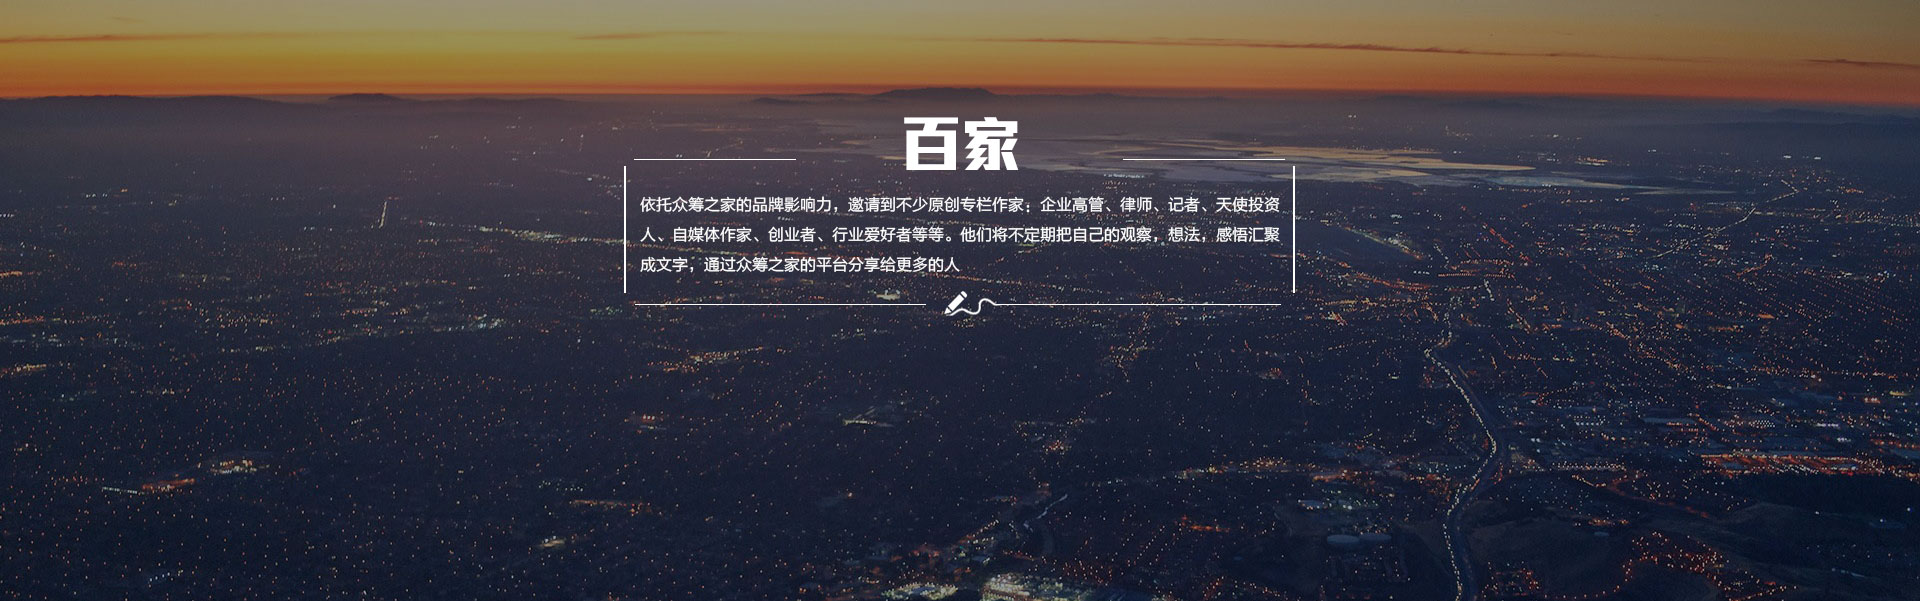 百家
依托众筹之家的品牌影响力，邀请到不少原创专栏作家：企业高管、律师、记者、天使投资
人、自媒体作家、创业者、行业爱好者等等。他们将不定期把自己的观察，想法，感悟汇聚
成文字，通过众筹之家的平台分享给更多的人